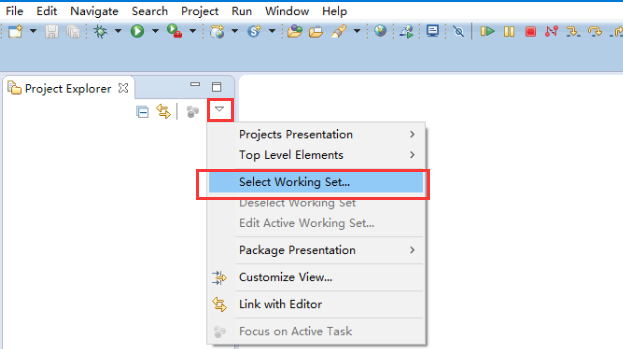 File Edit Navigate Search Project Run Window Help
Project Explorer
Projects Presentation
Top Level Elements
Select Working Set...
Deselect Working Set
Edit Active Working Set...
Package Presentation
Customize View...
Link with Editor
Focus on Active Task